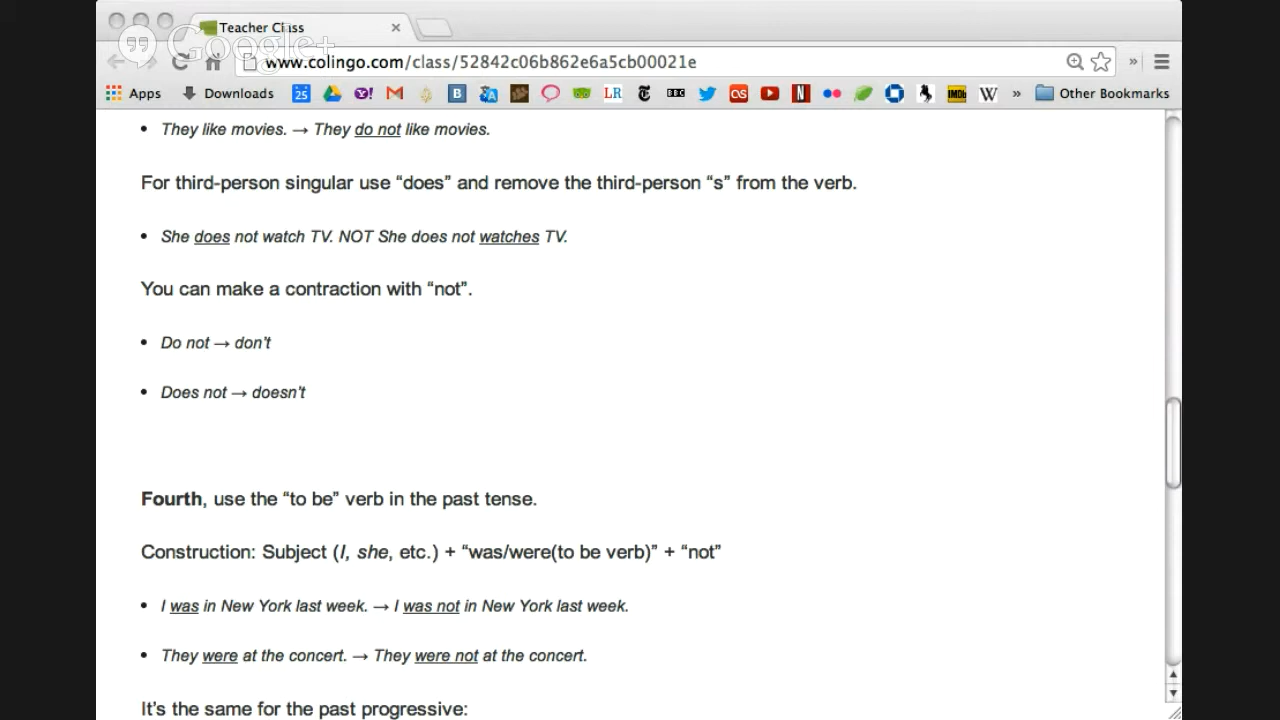 Teacher Class
Google+
www.colingo.com/class/52842c06b862e6a5cb00021e
Apps Downloads 25 Y! B LR BBC N IMDb W » Other Bookmarks
• They like movies. → They do not like movies.
For third-person singular use “does” and remove the third-person “s” from the verb.
• She does not watch TV. NOT She does not watches TV.
You can make a contraction with “not”.
• Do not → don’t
• Does not → doesn’t
Fourth, use the “to be” verb in the past tense.
Construction: Subject (I, she, etc.) + “was/were(to be verb)” + “not”
• I was in New York last week. → I was not in New York last week.
• They were at the concert. → They were not at the concert.
It’s the same for the past progressive: